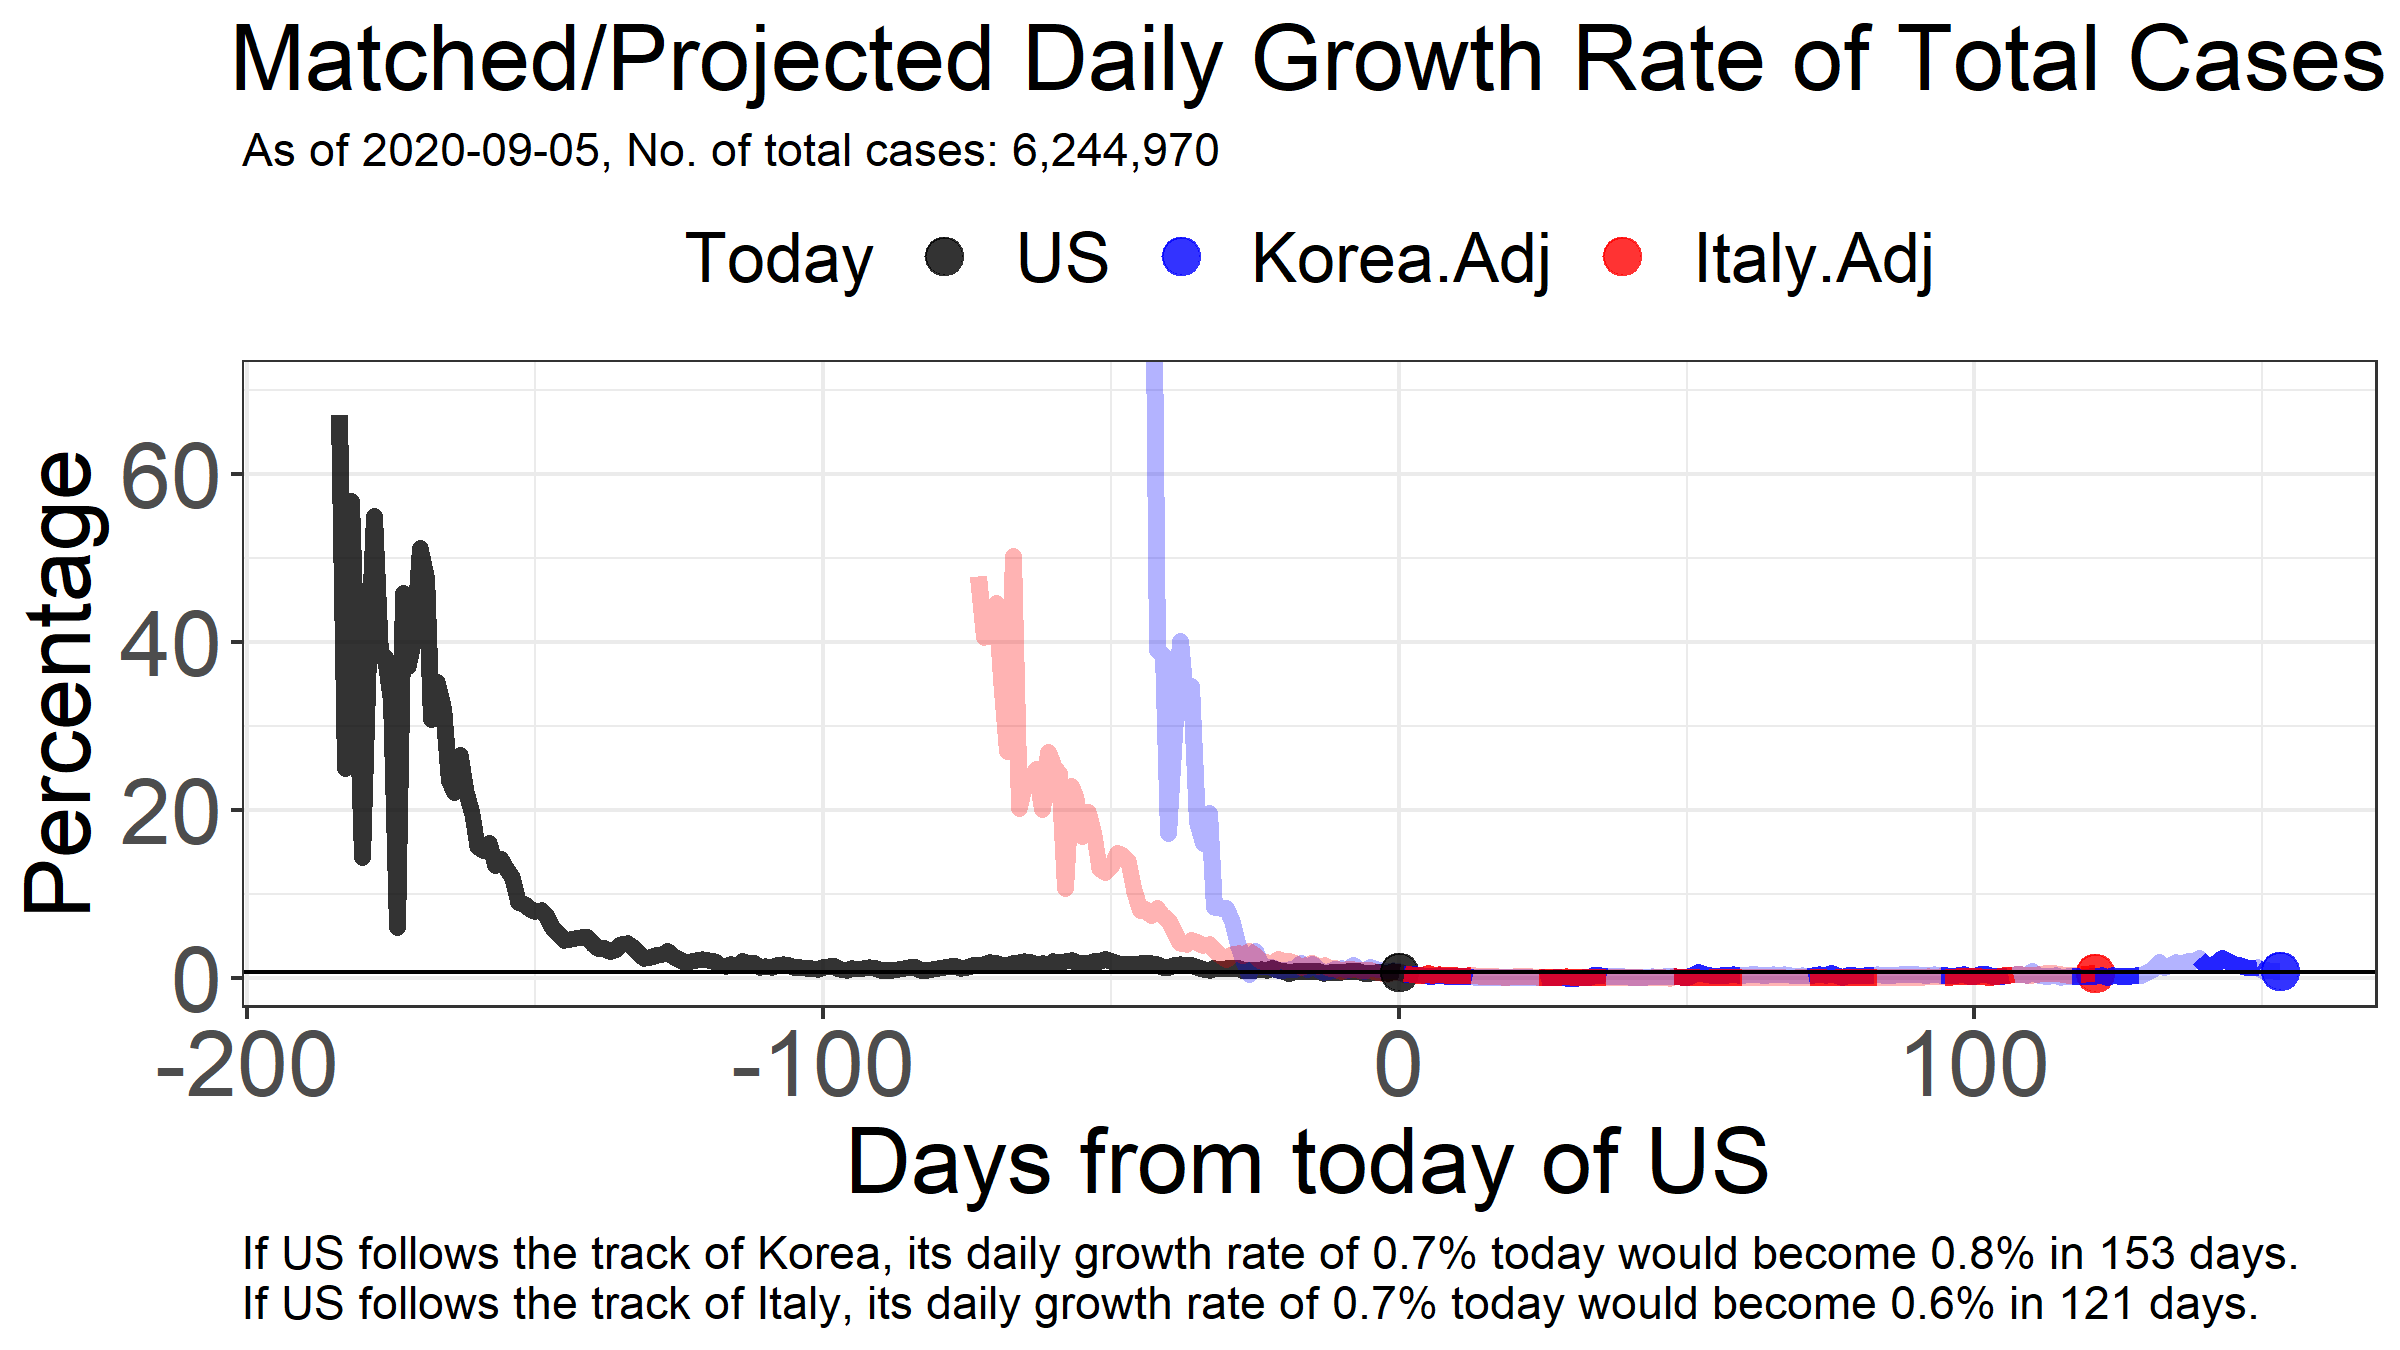 Matched/Projected Daily Growth Rate of Total Cases
As of 2020-09-05, No. of total cases: 6,244,970
Today US Korea.Adj Italy.Adj
Percentage
60
40
20
0
-200 -100 0 100
Days from today of US
If US follows the track of Korea, its daily growth rate of 0.7% today would become 0.8% in 153 days.
If US follows the track of Italy, its daily growth rate of 0.7% today would become 0.6% in 121 days.